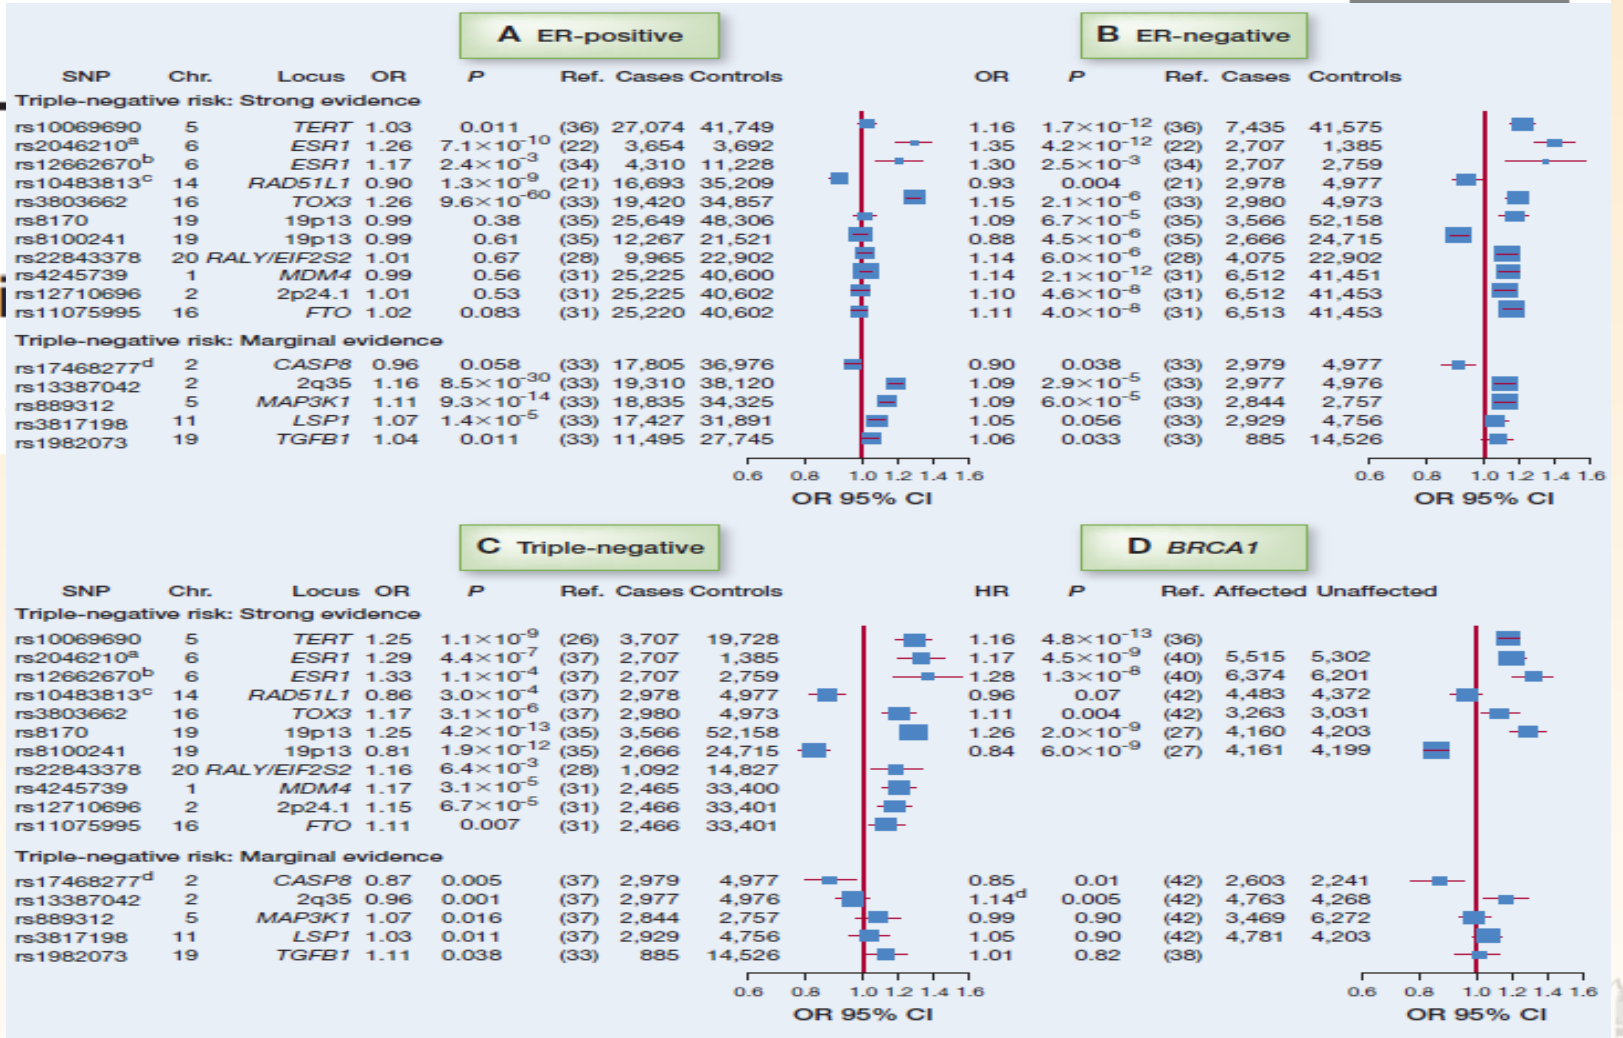 A ER-positive B ER-negative
SNP Chr. Locus OR P Ref. Cases Controls OR P Ref. Cases Controls
Triple-negative risk: Strong evidence
rs10069690 5 TERT 1.03 0.011 (36) 27,074 41,749 1.16 1.7×10-12 (36) 7,435 41,575
rs2046210a 6 ESR1 1.26 7.1×10-10 (22) 3,654 3,692 1.35 4.2×10-12 (22) 2,707 1,385
rs12662670b 6 ESR1 1.17 2.4×10-3 (34) 4,310 11,228 1.30 2.5×10-3 (34) 2,707 2,759
rs10483813c 14 RAD51L1 0.90 1.3×10-9 (21) 16,693 35,209 0.93 0.004 (21) 2,978 4,977
rs3803662 16 TOX3 1.26 9.6×10-60 (33) 19,420 34,857 1.15 2.1×10-6 (33) 2,980 4,973
rs8170 19 19p13 0.99 0.38 (35) 25,649 48,306 1.09 6.7×10-5 (35) 3,566 52,158
rs8100241 19 19p13 0.99 0.61 (35) 12,267 21,521 0.88 4.5×10-6 (35) 2,666 24,715
rs22843378 20 RALY/EIF2S2 1.01 0.67 (28) 9,965 22,902 1.14 6.0×10-6 (28) 4,075 22,902
rs4245739 1 MDM4 0.99 0.56 (31) 25,225 40,600 1.14 2.1×10-12 (31) 6,512 41,451
rs12710696 2 2p24.1 1.01 0.53 (31) 25,225 40,602 1.10 4.6×10-8 (31) 6,512 41,453
rs11075995 16 FTO 1.02 0.083 (31) 25,220 40,602 1.11 4.0×10-8 (31) 6,513 41,453
Triple-negative risk: Marginal evidence
rs17468277d 2 CASP8 0.96 0.058 (33) 17,805 36,976 0.90 0.038 (33) 2,979 4,977
rs13387042 2 2q35 1.16 8.5×10-30 (33) 19,310 38,120 1.09 2.9×10-5 (33) 2,977 4,976
rs889312 5 MAP3K1 1.11 9.3×10-14 (33) 18,835 34,325 1.09 6.0×10-5 (33) 2,844 2,757
rs3817198 11 LSP1 1.07 1.4×10-5 (33) 17,427 31,891 1.05 0.056 (33) 2,929 4,756
rs1982073 19 TGFB1 1.04 0.011 (33) 11,495 27,745 1.06 0.033 (33) 885 14,526
0.6 0.8 1.0 1.2 1.4 1.6 0.6 0.8 1.0 1.2 1.4 1.6
OR 95% CI OR 95% CI
C Triple-negative D BRCA1
SNP Chr. Locus OR P Ref. Cases Controls HR P Ref. Affected Unaffected
Triple-negative risk: Strong evidence
rs10069690 5 TERT 1.25 1.1×10-9 (26) 3,707 19,728 1.16 4.8×10-13 (36)
rs2046210a 6 ESR1 1.29 4.4×10-7 (37) 2,707 1,385 1.17 4.5×10-9 (40) 5,515 5,302
rs12662670b 6 ESR1 1.33 1.1×10-4 (37) 2,707 2,759 1.28 1.3×10-8 (40) 6,374 6,201
rs10483813c 14 RAD51L1 0.86 3.0×10-4 (37) 2,978 4,977 0.96 0.07 (42) 4,483 4,372
rs3803662 16 TOX3 1.17 3.1×10-6 (37) 2,980 4,973 1.11 0.004 (42) 3,263 3,031
rs8170 19 19p13 1.25 4.2×10-13 (35) 3,566 52,158 1.26 2.0×10-9 (27) 4,160 4,203
rs8100241 19 19p13 0.81 1.9×10-12 (35) 2,666 24,715 0.84 6.0×10-9 (27) 4,161 4,199
rs22843378 20 RALY/EIF2S2 1.16 6.4×10-3 (28) 1,092 14,827
rs4245739 1 MDM4 1.17 3.1×10-5 (31) 2,465 33,400
rs12710696 2 2p24.1 1.15 6.7×10-5 (31) 2,466 33,401
rs11075995 16 FTO 1.11 0.007 (31) 2,466 33,401
Triple-negative risk: Marginal evidence
rs17468277d 2 CASP8 0.87 0.005 (37) 2,979 4,977 0.85 0.01 (42) 2,603 2,241
rs13387042 2 2q35 0.96 0.001 (37) 2,977 4,976 1.14d 0.005 (42) 4,763 4,268
rs889312 5 MAP3K1 1.07 0.016 (37) 2,844 2,757 0.99 0.90 (42) 3,469 6,272
rs3817198 11 LSP1 1.03 0.011 (37) 2,929 4,756 1.05 0.90 (42) 4,781 4,203
rs1982073 19 TGFB1 1.11 0.038 (33) 885 14,526 1.01 0.82 (38)
0.6 0.8 1.0 1.2 1.4 1.6 0.6 0.8 1.0 1.2 1.4 1.6
OR 95% CI OR 95% CI